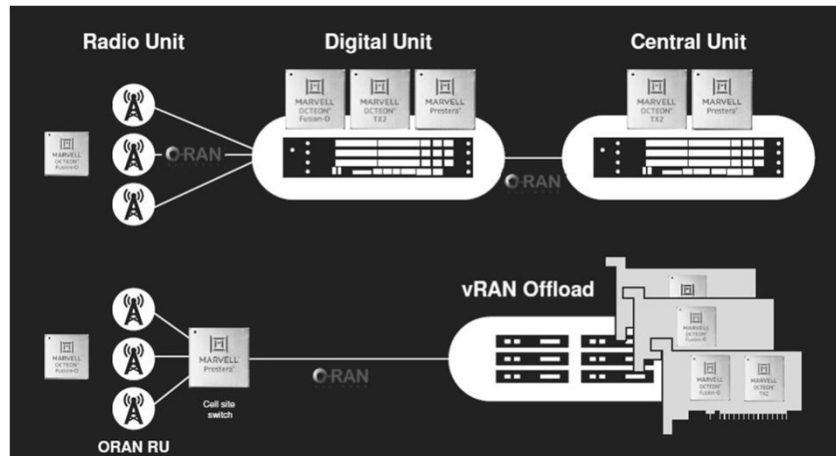 Radio Unit
Digital Unit
Central Unit
MARVELL
OCTEON
Fusion-O
MARVELL
OCTEON
TX2
MARVELL
Prestera
MARVELL
OCTEON
TX2
MARVELL
Prestera
MARVELL
OCTEON
Fusion-O
O-RAN
ALLIANCE
O-RAN
ALLIANCE
vRAN Offload
MARVELL
OCTEON
Fusion-O
MARVELL
Prestera
O-RAN
Cell site
switch
ORAN RU
MARVELL
OCTEON
Fusion-O
MARVELL
OCTEON
Fusion-O
MARVELL
OCTEON
TX2